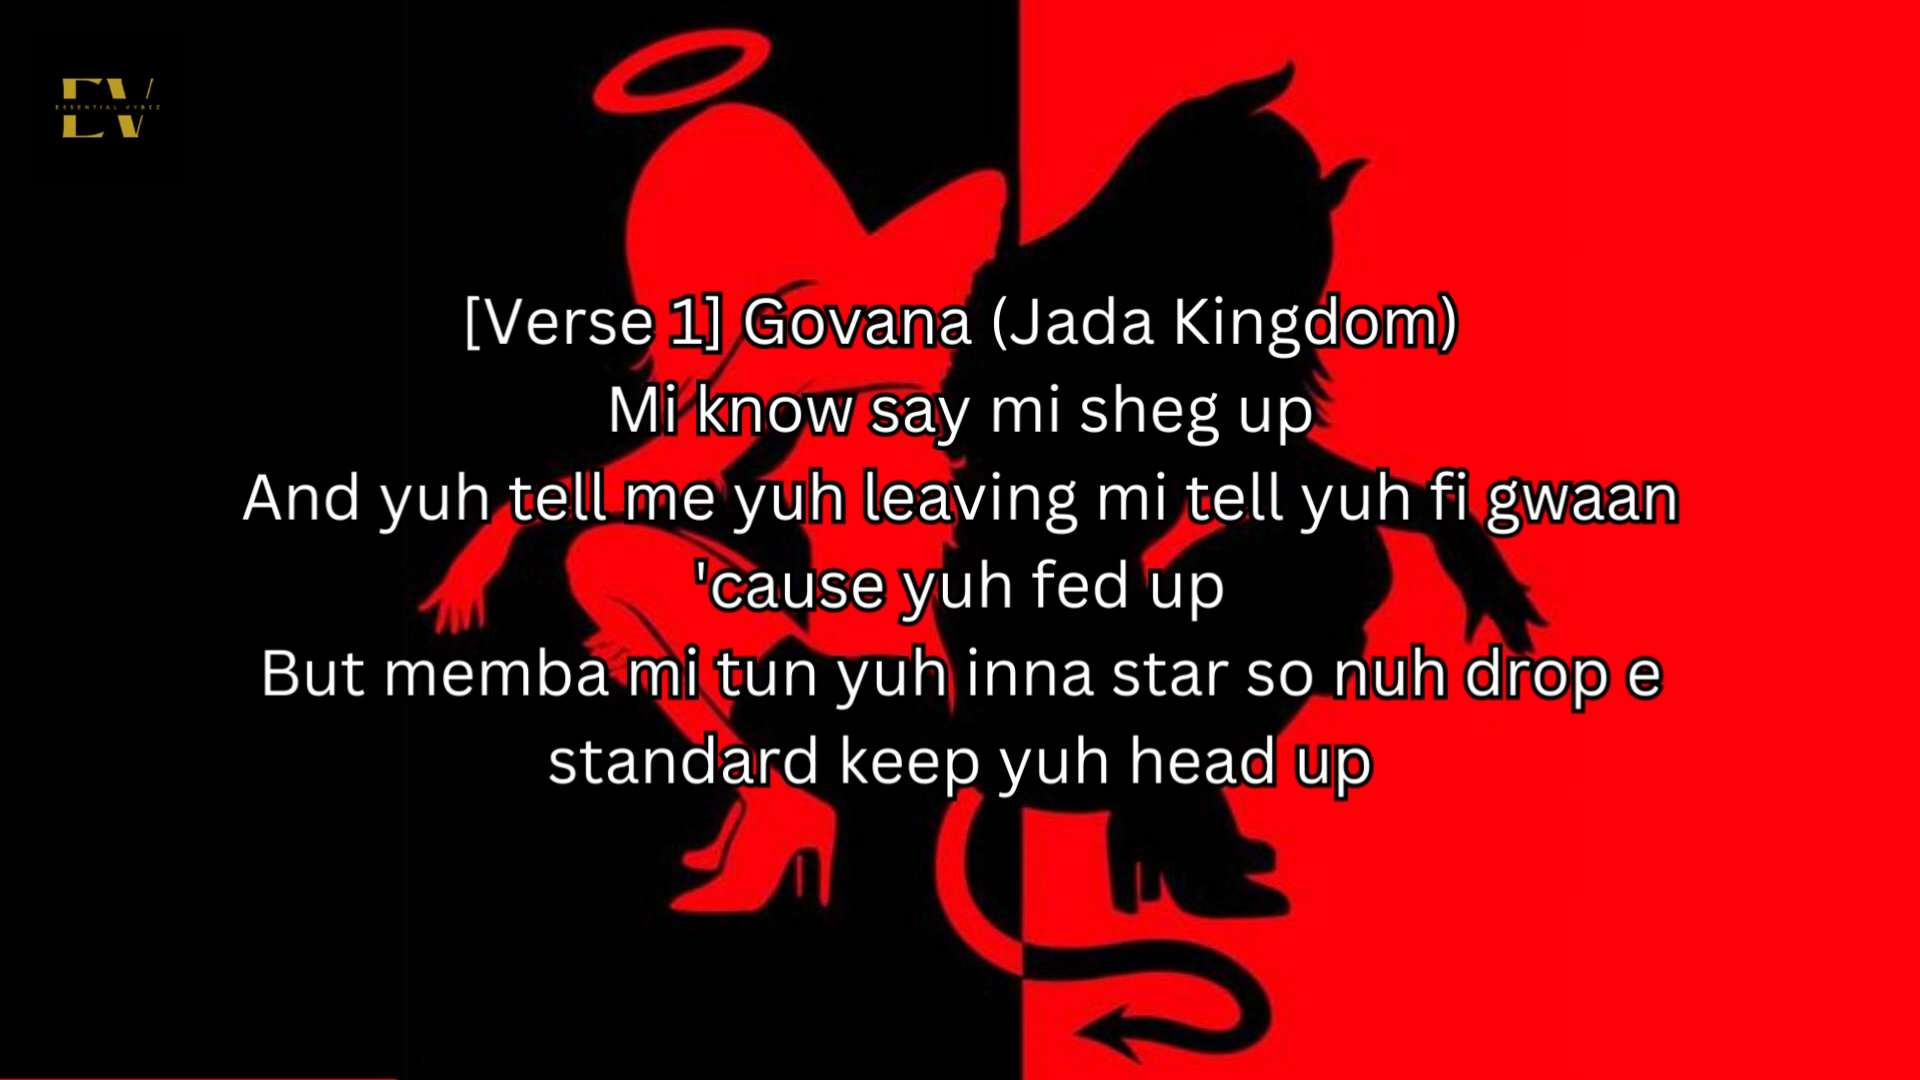 EV
ESSENTIAL VYBEZ
[Verse 1] Govana (Jada Kingdom)
Mi know say mi sheg up
And yuh tell me yuh leaving mi tell yuh fi gwaan
'cause yuh fed up
But memba mi tun yuh inna star so nuh drop e
standard keep yuh head up